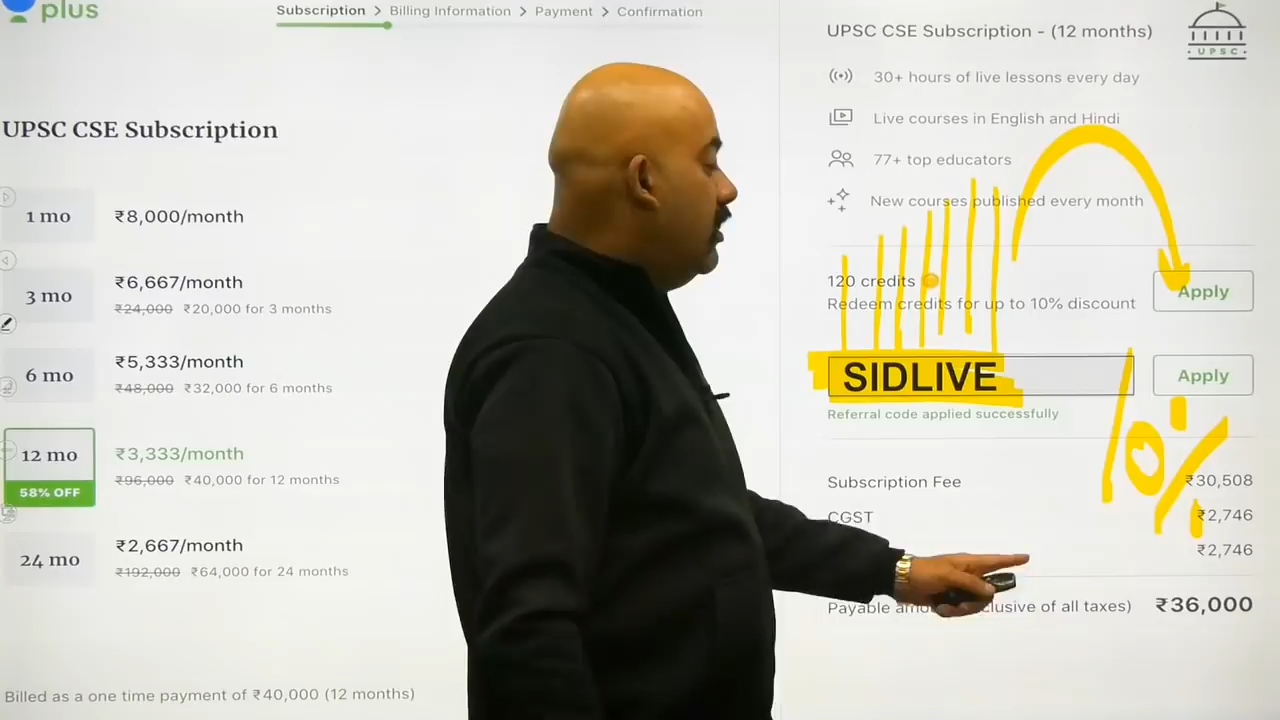 plus
Subscription > Billing Information > Payment > Confirmation
UPSC CSE Subscription
1 mo
₹8,000/month
3 mo
₹6,667/month
₹24,000 ₹20,000 for 3 months
6 mo
₹5,333/month
₹48,000 ₹32,000 for 6 months
12 mo
58% OFF
₹3,333/month
₹96,000 ₹40,000 for 12 months
24 mo
₹2,667/month
₹192,000 ₹64,000 for 24 months
Billed as a one time payment of ₹40,000 (12 months)
UPSC CSE Subscription - (12 months)
UPSC
30+ hours of live lessons every day
Live courses in English and Hindi
77+ top educators
New courses published every month
120 credits
Redeem credits for up to 10% discount
Apply
SIDLIVE
Apply
Referral code applied successfully
10%
Subscription Fee ₹30,508
CGST ₹2,746
₹2,746
Payable clusive of all taxes) ₹36,000